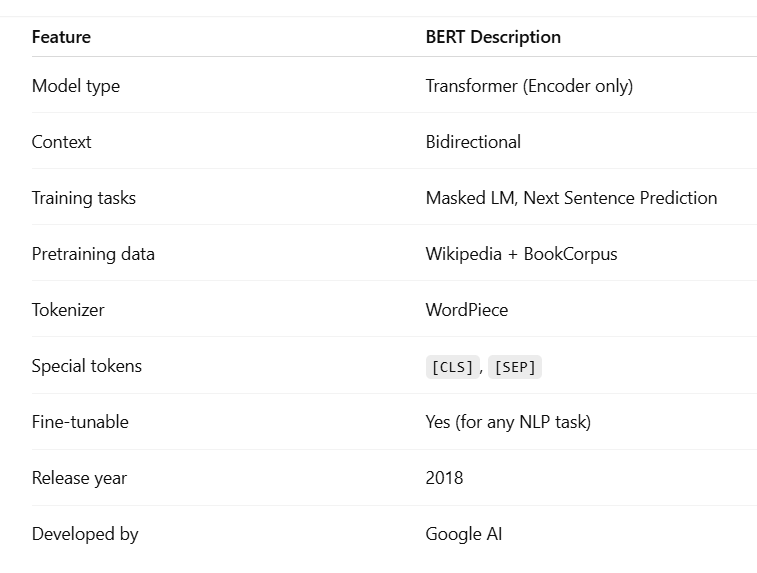 Feature BERT Description
Model type Transformer (Encoder only)
Context Bidirectional
Training tasks Masked LM, Next Sentence Prediction
Pretraining data Wikipedia + BookCorpus
Tokenizer WordPiece
Special tokens [CLS], [SEP]
Fine-tunable Yes (for any NLP task)
Release year 2018
Developed by Google AI